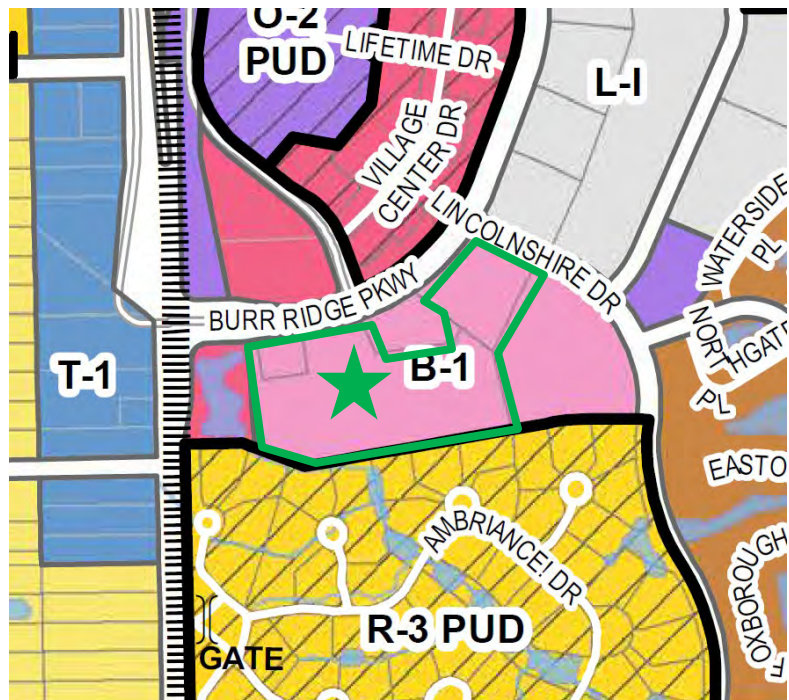 O-2
PUD
LIFETIME DR
L-I
VILLAGE
CENTER DR
LINCOLNSHIRE DR
WATERSIDE
PL
BURR RIDGE PKWY
NORTHGATE
PL
T-1
B-1
EASTO
AMBRIANCE! DR
OXBOROUGH
R-3 PUD
GATE